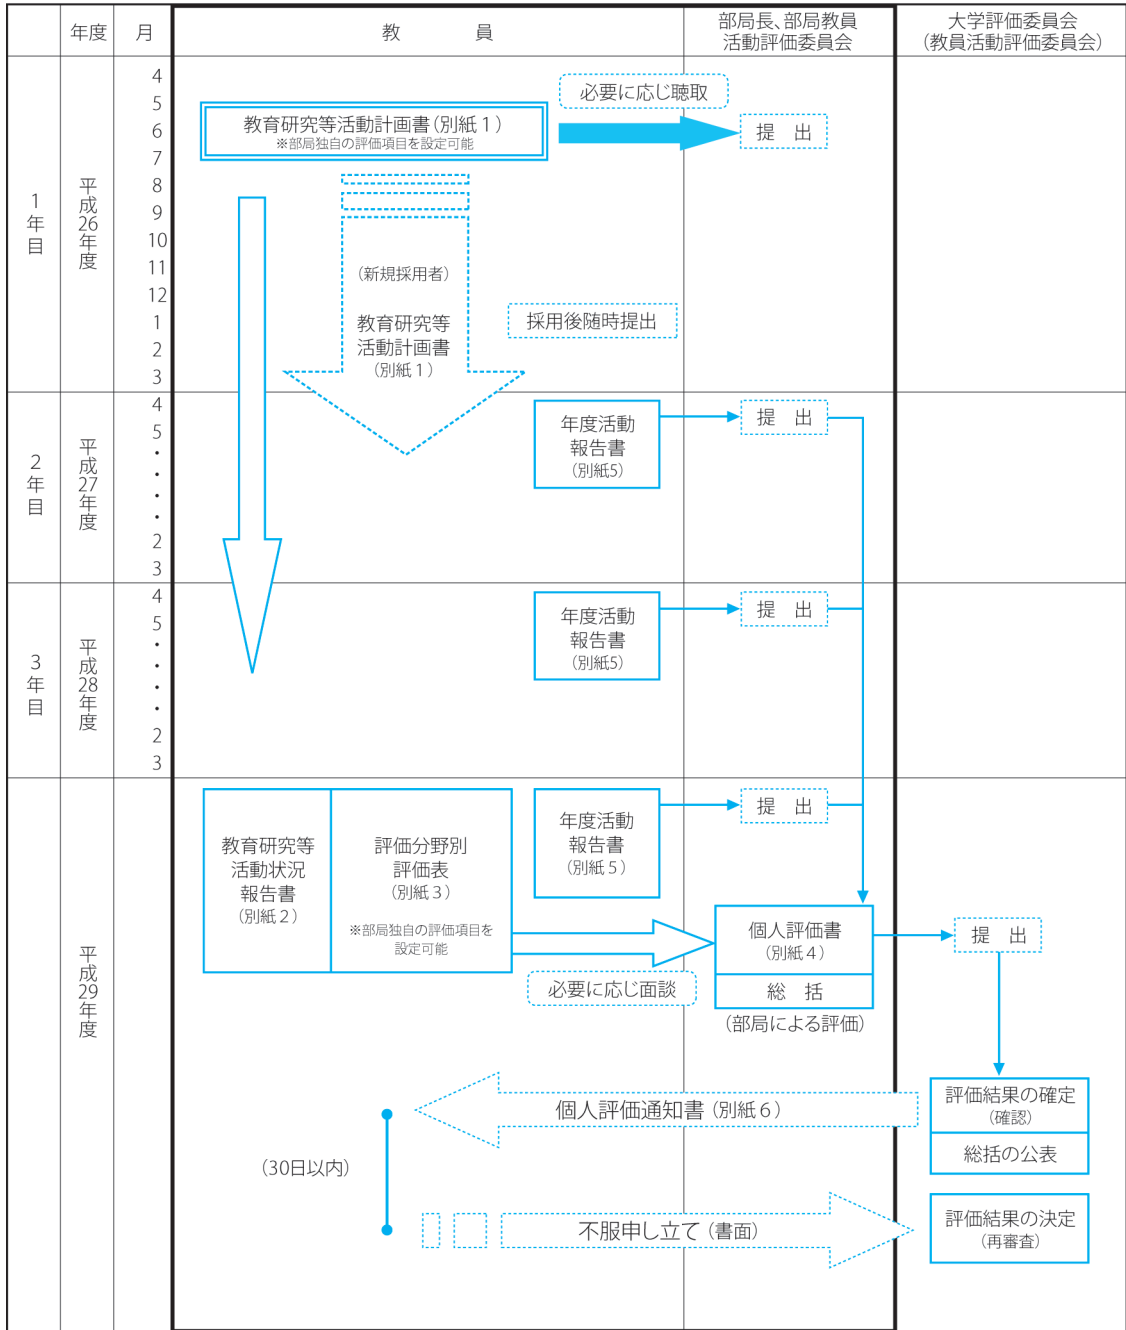 年度
月
教　員
部局長、部局教員
活動評価委員会
大学評価委員会
（教員活動評価委員会）
1年目
平成26年度
4
5
6
7
8
9
10
11
12
1
2
3
教育研究等活動計画書（別紙１）
※部局独自の評価項目を設定可能
必要に応じ聴取
提　出
（新規採用者）
教育研究等
活動計画書
（別紙１）
採用後随時提出
2年目
平成27年度
4
5
・
・
・
・
2
3
年度活動
報告書
（別紙5）
提　出
3年目
平成28年度
4
5
・
・
・
・
2
3
年度活動
報告書
（別紙5）
提　出
平成29年度
教育研究等
活動状況
報告書
（別紙２）
評価分野別
評価表
（別紙３）
※部局独自の評価項目を
設定可能
年度活動
報告書
（別紙５）
提　出
必要に応じ面談
個人評価書
（別紙４）
総　括
（部局による評価）
提　出
評価結果の確定
（確認）
総括の公表
個人評価通知書（別紙６）
（30日以内）
不服申し立て（書面）
評価結果の決定
（再審査）